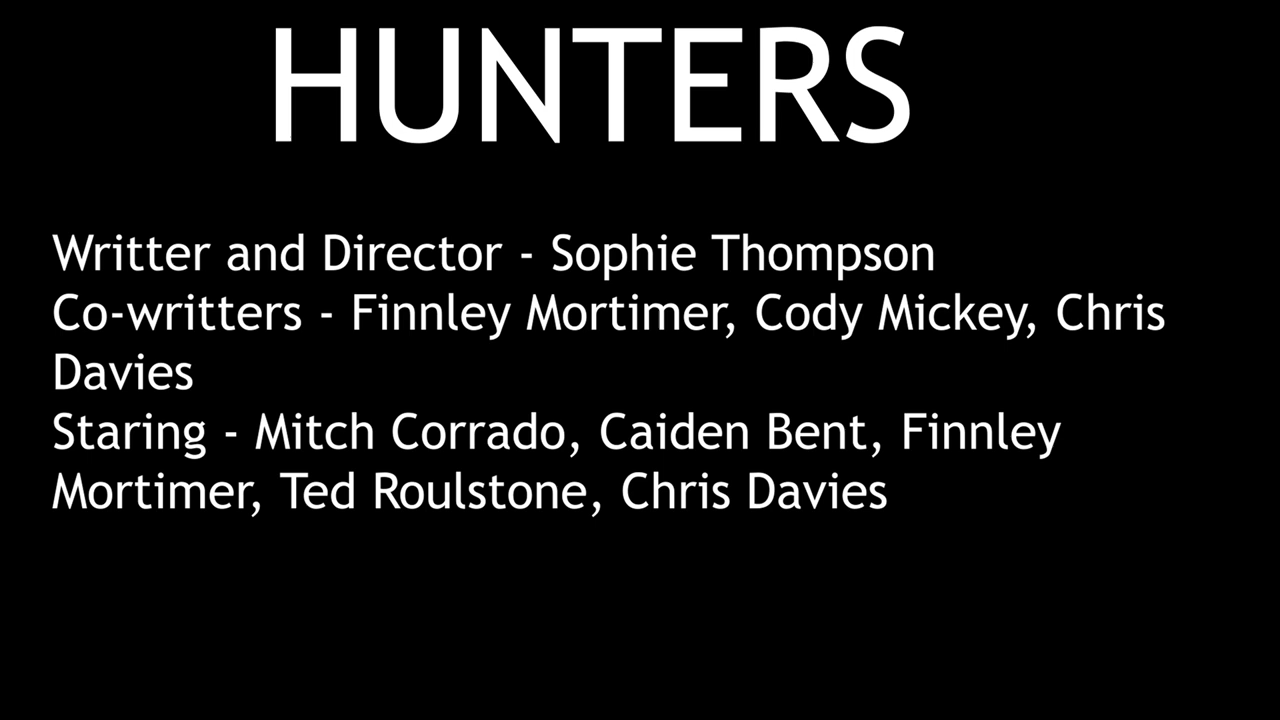 HUNTERS
Writter and Director - Sophie Thompson
Co-writters - Finnley Mortimer, Cody Mickey, Chris
Davies
Staring - Mitch Corrado, Caiden Bent, Finnley
Mortimer, Ted Roulstone, Chris Davies